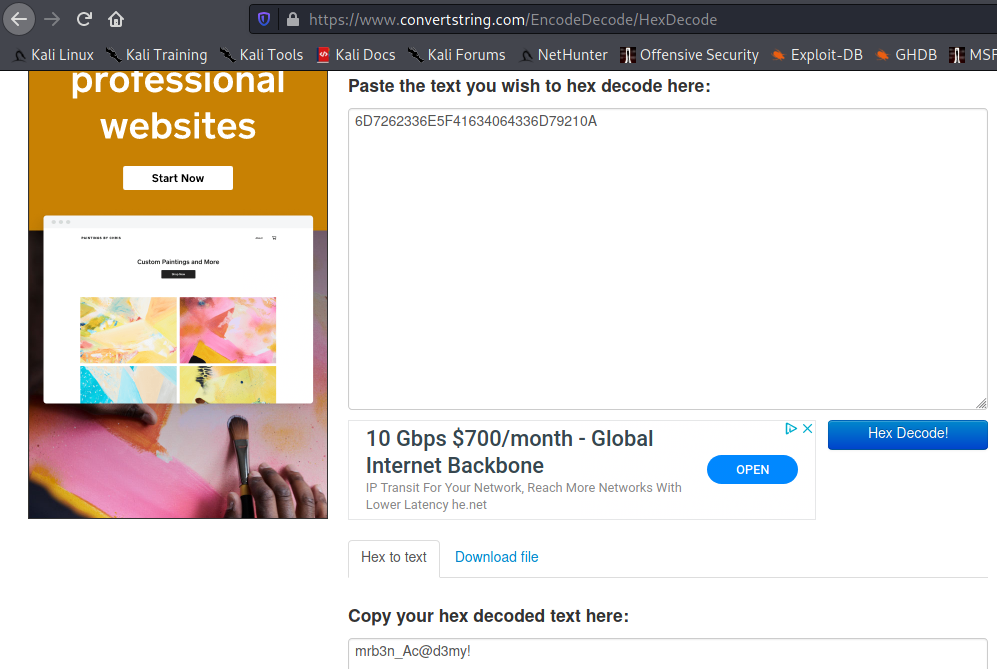 https://www.convertstring.com/EncodeDecode/HexDecode
Kali Linux Kali Training Kali Tools Kali Docs Kali Forums NetHunter Offensive Security Exploit-DB GHDB MSF
professional
websites
Start Now
PAINTINGS BY CHRIS
About
Custom Paintings and More
Shop Now
Paste the text you wish to hex decode here:
6D7262336E5F41634064336D79210A
10 Gbps $700/month - Global
Internet Backbone
IP Transit For Your Network, Reach More Networks With
Lower Latency he.net
OPEN
Hex Decode!
Hex to text Download file
Copy your hex decoded text here:
mrb3n_Ac@d3my!